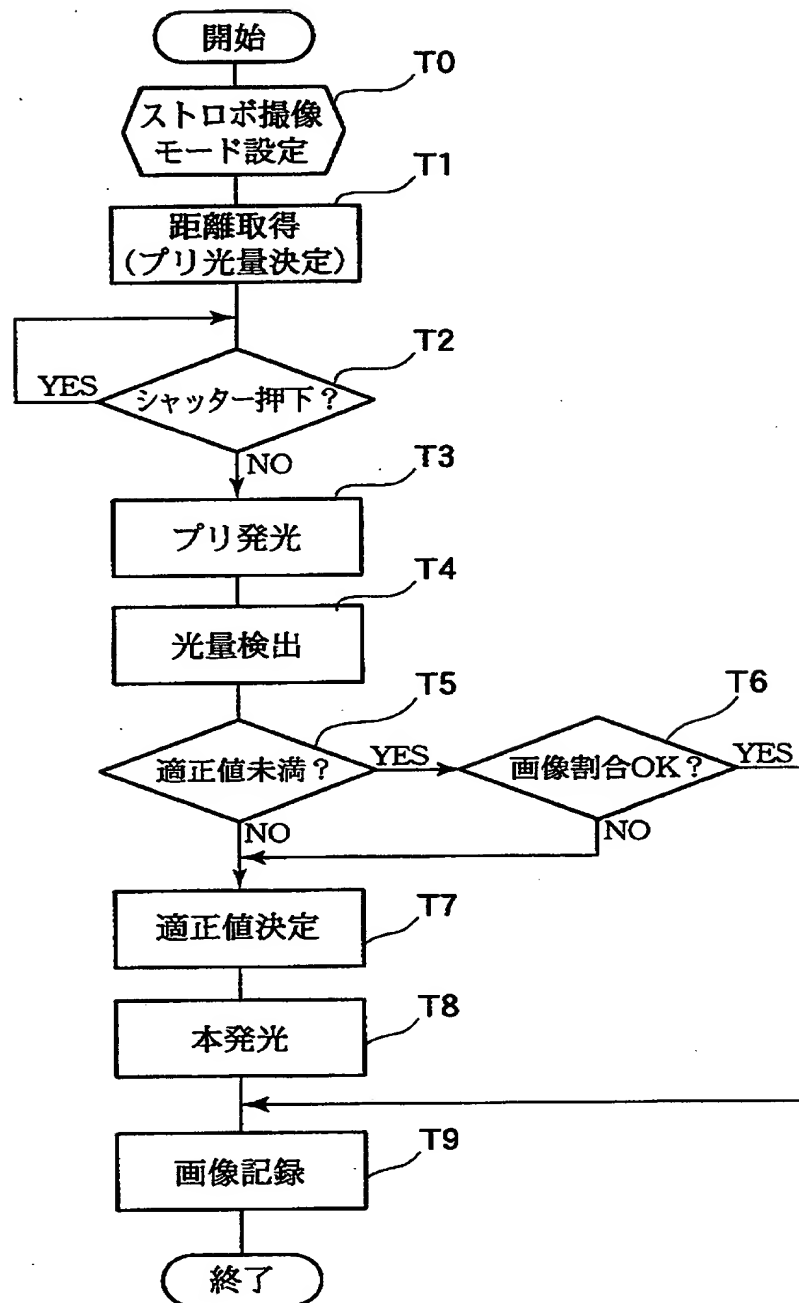 開始
T0
ストロボ撮像
モード設定
T1
距離取得
(プリ光量決定)
T2
シャッター押下？
YES
NO
T3
プリ発光
T4
光量検出
T5
適正値未満？
YES
NO
T6
画像割合OK？
YES
NO
T7
適正値決定
T8
本発光
T9
画像記録
終了